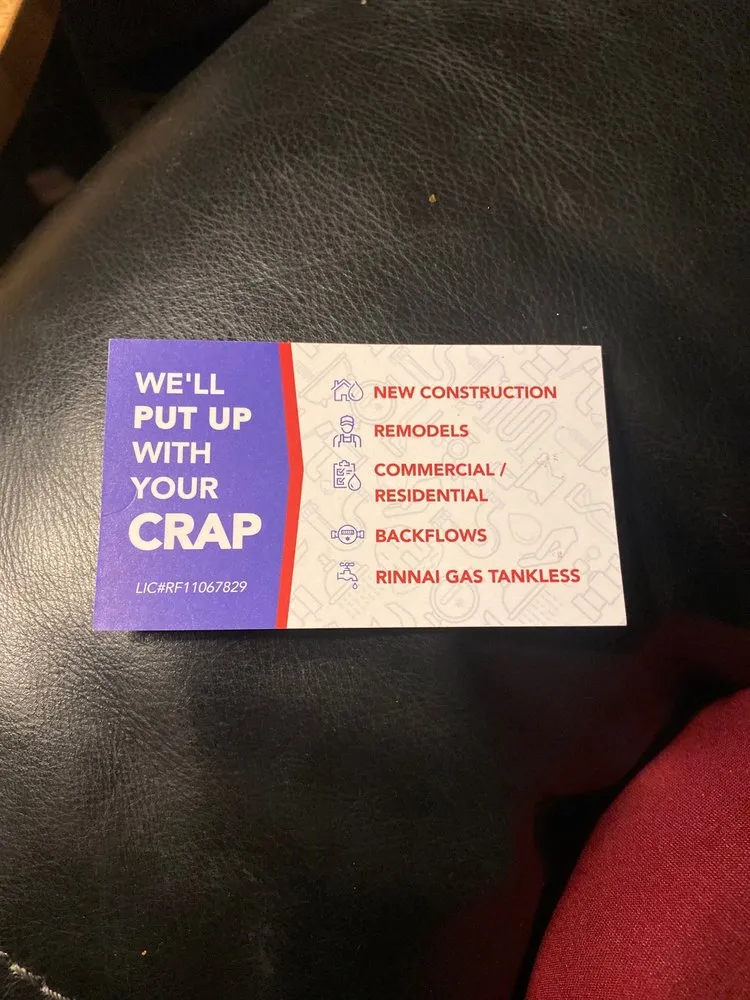 WE'LL
PUT UP
WITH
YOUR
CRAP
LIC#RF11067829
NEW CONSTRUCTION
REMODELS
COMMERCIAL /
RESIDENTIAL
BACKFLOWS
RINNAI GAS TANKLESS